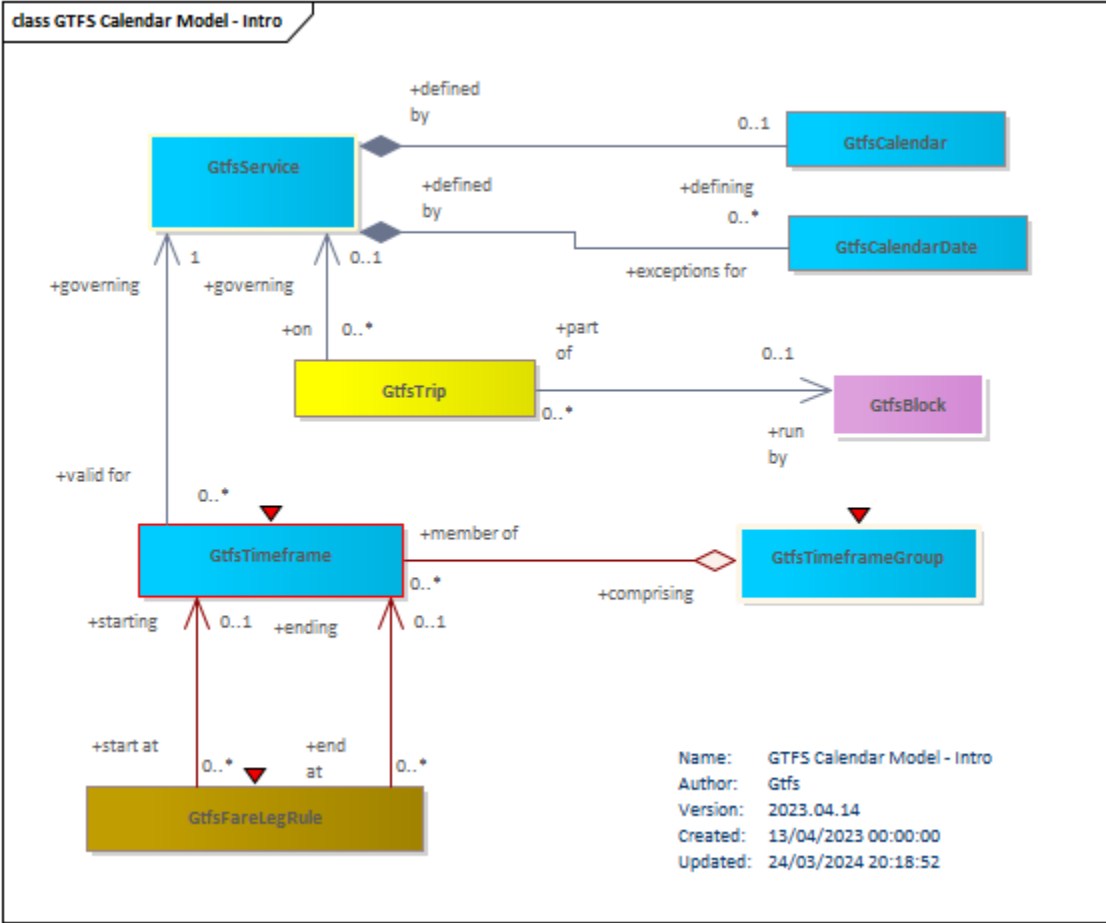 class GTFS Calendar Model - Intro
+defined
by
0..1
GtfsCalendar
GtfsService
+defined
by
+defining
0..*
GtfsCalendarDate
+exceptions for
1
0..1
+governing
+governing
+on
0..*
+part
of
0..1
GtfsTrip
0..*
GtfsBlock
+run
by
+valid for
0..*
GtfsTimeframe
+member of
0..*
GtfsTimeframeGroup
+comprising
+starting
0..1
+ending
0..1
+start at
0..*
+end
at
0..*
GtfsFareLegRule
Name: GTFS Calendar Model - Intro
Author: Gtfs
Version: 2023.04.14
Created: 13/04/2023 00:00:00
Updated: 24/03/2024 20:18:52